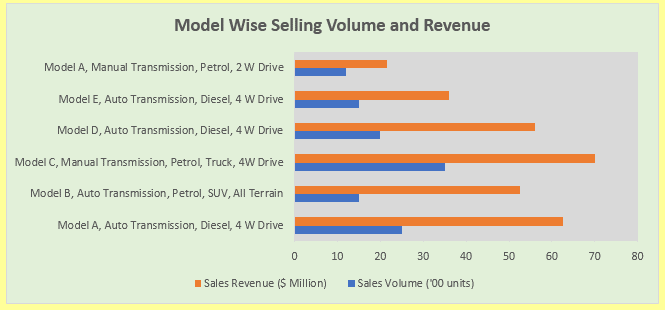 Model Wise Selling Volume and Revenue
Model A, Manual Transmission, Petrol, 2 W Drive
Model E, Auto Transmission, Diesel, 4 W Drive
Model D, Auto Transmission, Diesel, 4 W Drive
Model C, Manual Transmission, Petrol, Truck, 4W Drive
Model B, Auto Transmission, Petrol, SUV, All Terrain
Model A, Auto Transmission, Diesel, 4 W Drive
0 10 20 30 40 50 60 70 80
Sales Revenue ($ Million) Sales Volume ('00 units)